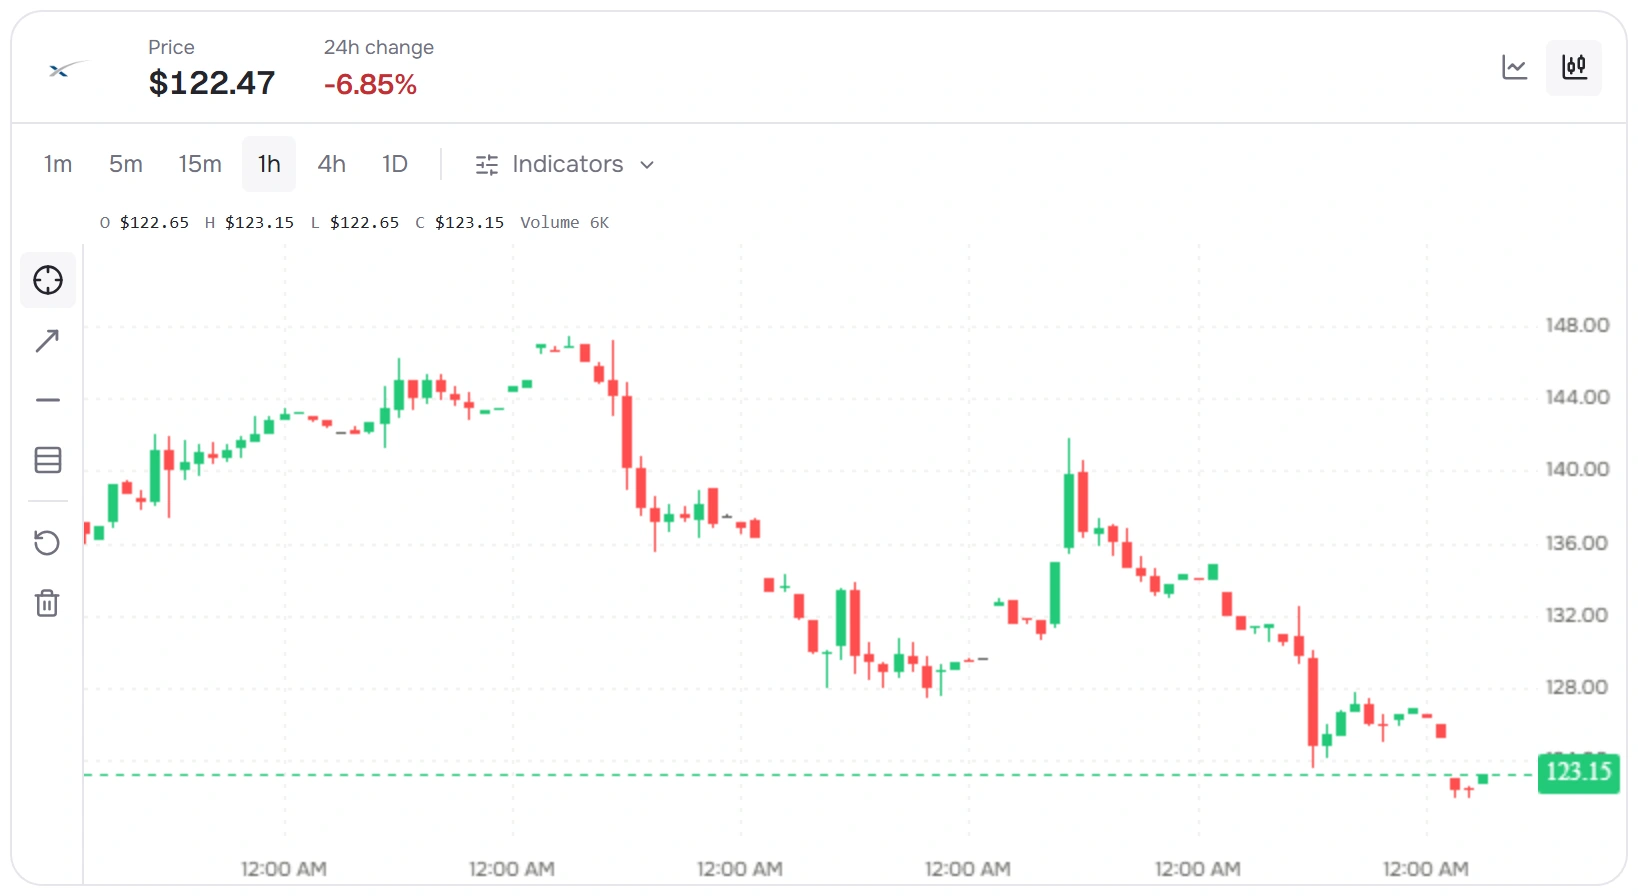 Price 24h change
$122.47 -6.85%
1m 5m 15m 1h 4h 1D Indicators
O $122.65 H $123.15 L $122.65 C $123.15 Volume 6K
148.00
144.00
140.00
136.00
132.00
128.00
123.15
12:00 AM 12:00 AM 12:00 AM 12:00 AM 12:00 AM 12:00 AM